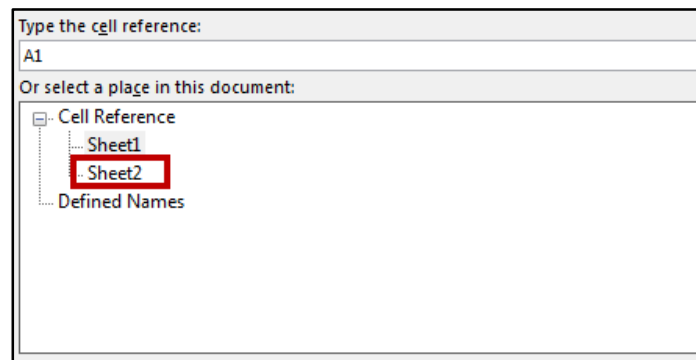 Type the cell reference:
A1
Or select a place in this document:
Cell Reference
Sheet1
Sheet2
Defined Names